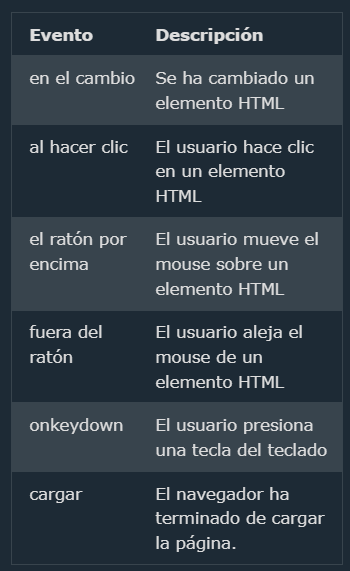 Evento Descripción
en el cambio Se ha cambiado un
elemento HTML
al hacer clic El usuario hace clic
en un elemento
HTML
el ratón por El usuario mueve el
encima mouse sobre un
elemento HTML
fuera del El usuario aleja el
ratón mouse de un
elemento HTML
onkeydown El usuario presiona
una tecla del teclado
cargar El navegador ha
terminado de cargar
la página.